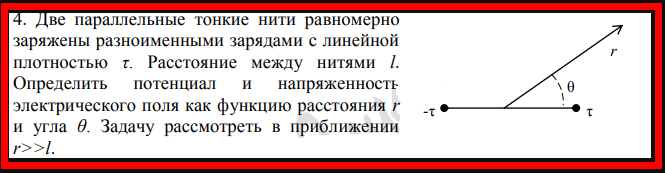 4. Две параллельные тонкие нити равномерно
заряжены разноименными зарядами с линейной
плотностью τ. Расстояние между нитями l.
Определить потенциал и напряженность
электрического поля как функцию расстояния r
и угла θ. Задачу рассмотреть в приближении
r>>l.
r
θ
-τ
τ